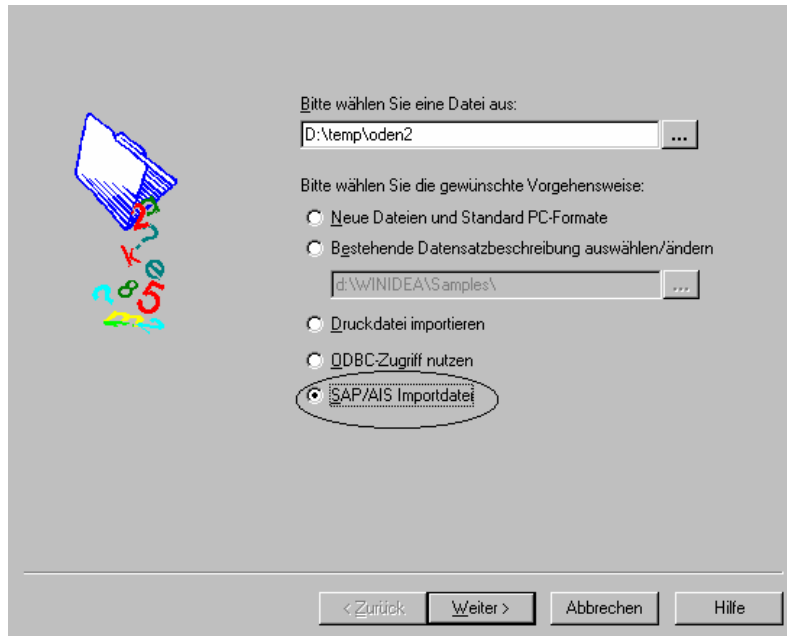 Bitte wählen Sie eine Datei aus:
D:\temp\oden2
...
Bitte wählen Sie die gewünschte Vorgehensweise:
Neue Dateien und Standard PC-Formate
Bestehende Datensatzbeschreibung auswählen/ändern
d:\WINIDEA\Samples\
...
Druckdatei importieren
ODBC-Zugriff nutzen
SAP/AIS Importdatei
< Zurück Weiter > Abbrechen Hilfe